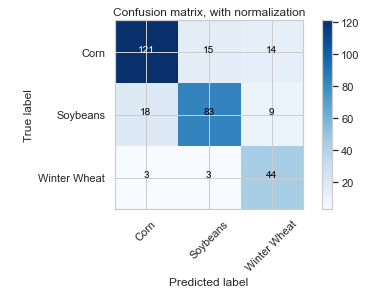 Confusion matrix, with normalization
Corn 121 15 14
Soybeans 18 83 9
Winter Wheat 3 3 44
Corn Soybeans Winter Wheat
True label
Predicted label
120
100
80
60
40
20